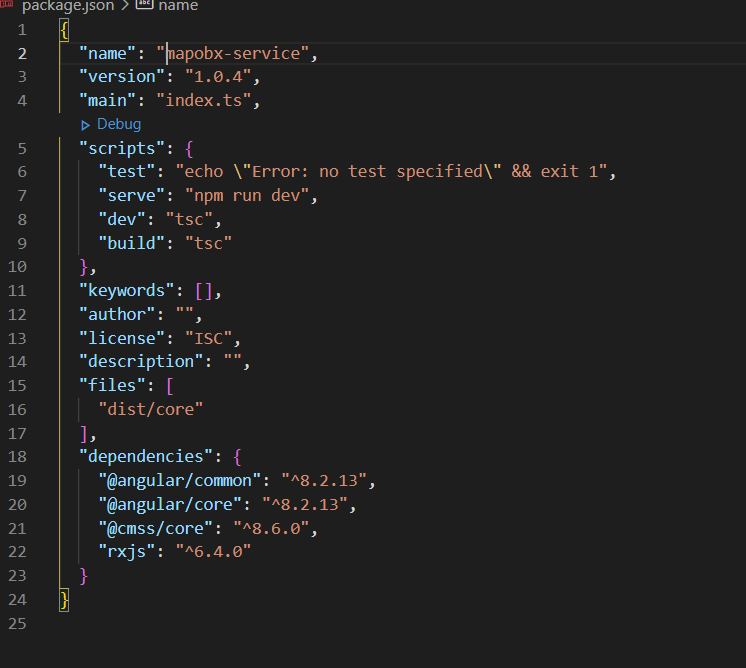 package.json > abc name
1 {
2 "name": "mapobx-service",
3 "version": "1.0.4",
4 "main": "index.ts",
Debug
5 "scripts": {
6 "test": "echo \"Error: no test specified\" && exit 1",
7 "serve": "npm run dev",
8 "dev": "tsc",
9 "build": "tsc"
10 },
11 "keywords": [],
12 "author": "",
13 "license": "ISC",
14 "description": "",
15 "files": [
16 "dist/core"
17 ],
18 "dependencies": {
19 "@angular/common": "^8.2.13",
20 "@angular/core": "^8.2.13",
21 "@cmss/core": "^8.6.0",
22 "rxjs": "^6.4.0"
23 }
24 }
25